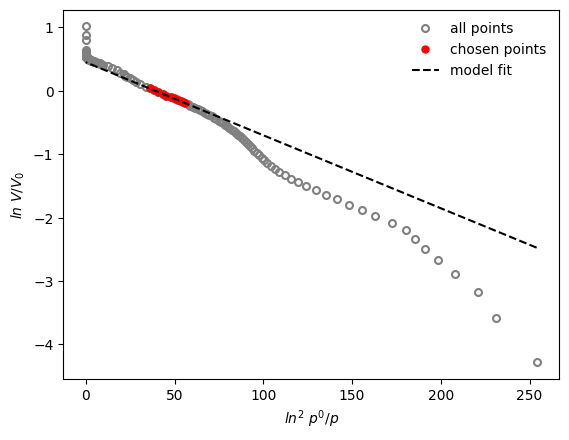 all points
chosen points
model fit
1
0
−1
−2
−3
−4
ln V/V₀
0
50
100
150
200
250
ln² p⁰/p